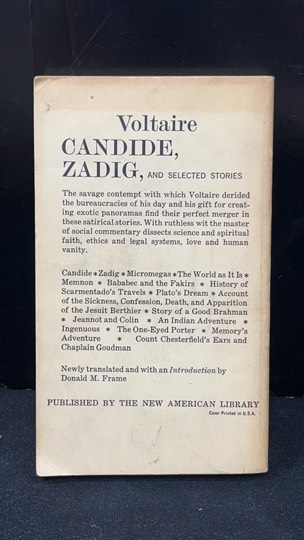 Voltaire
CANDIDE,
ZADIG, AND SELECTED STORIES
The savage contempt with which Voltaire derided
the bureaucracies of his day and his gift for creat-
ing exotic panoramas find their perfect merger in
these satirical stories. With ruthless wit the master
of social commentary dissects science and spiritual
faith, ethics and legal systems, love and human
vanity.
Candide * Zadig * Micromegas * The World as It Is *
Memnon * Bababec and the Fakirs * History of
Scarmentado's Travels * Plato's Dream * Account
of the Sickness, Confession, Death, and Apparition
of the Jesuit Berthier * Story of a Good Brahman
* Jeannot and Colin * An Indian Adventure *
Ingenuous * The One-Eyed Porter * Memory's
Adventure * Count Chesterfield's Ears and
Chaplain Goudman
Newly translated and with an Introduction by
Donald M. Frame
PUBLISHED BY THE NEW AMERICAN LIBRARY
Cover Printed in U.S.A.